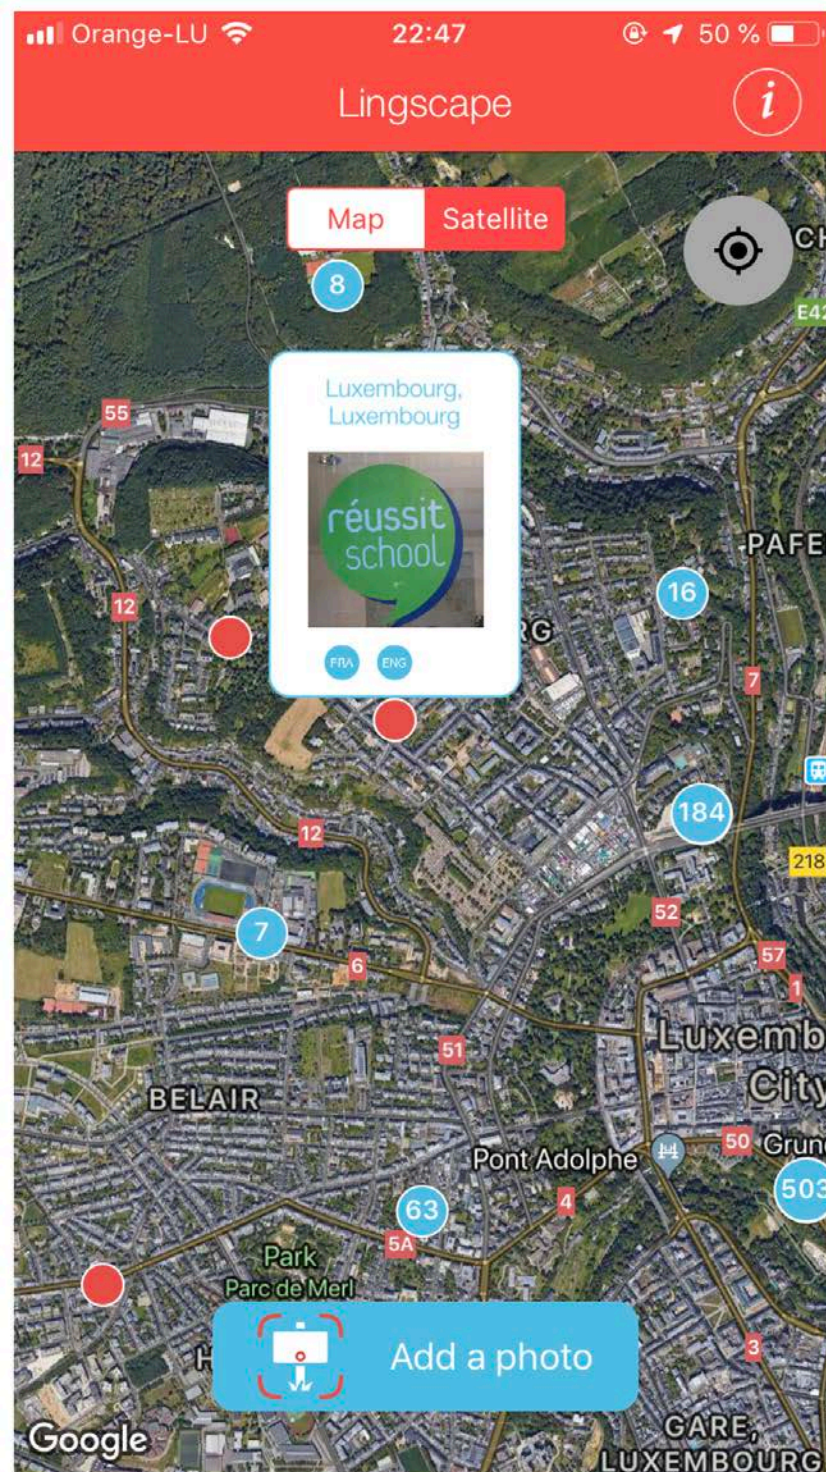 Orange-LU 22:47 50 %
Lingscape i
Map Satellite
8
E42
Luxembourg,
Luxembourg
55
12
réussit
school
PAFE
16
12
RG
FRA ENG
7
184
12
218
52
7
6
57
1
51
Luxemb
City
BELAIR
50 Grund
Pont Adolphe
503
63
4
5A
Park
Parc de Merl
Add a photo
3
Google
GARE,
LUXEMBOURG